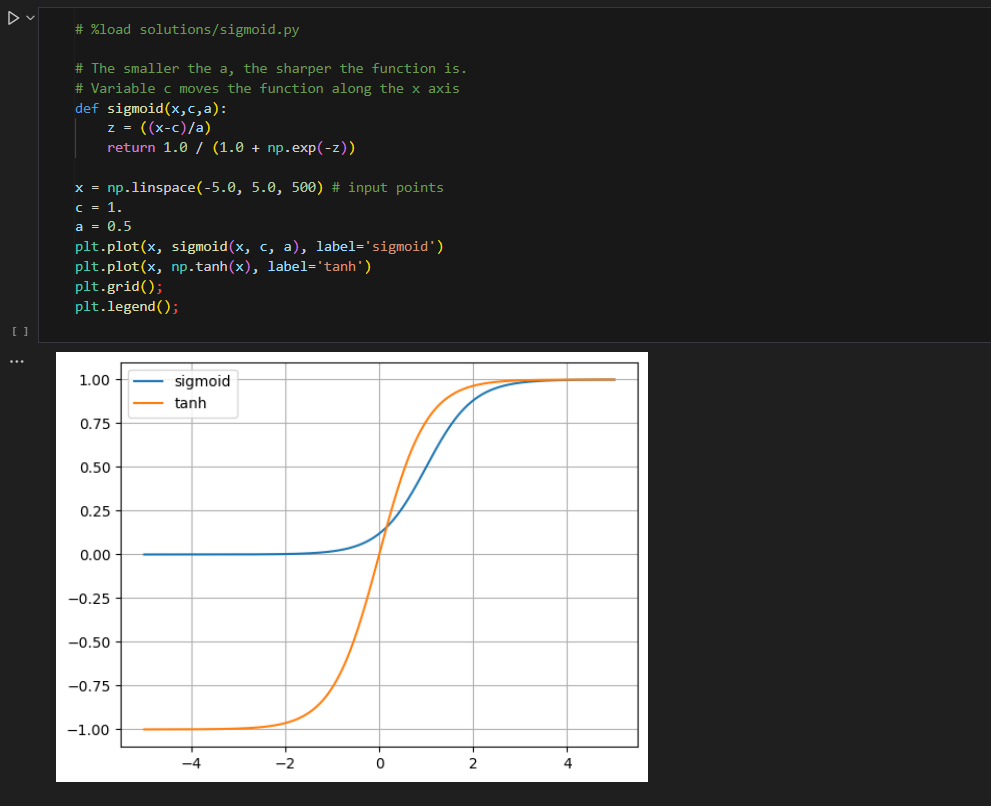 # %load solutions/sigmoid.py
# The smaller the a, the sharper the function is.
# Variable c moves the function along the x axis
def sigmoid(x,c,a):
    z = ((x-c)/a)
    return 1.0 / (1.0 + np.exp(-z))
x = np.linspace(-5.0, 5.0, 500) # input points
c = 1.
a = 0.5
plt.plot(x, sigmoid(x, c, a), label='sigmoid')
plt.plot(x, np.tanh(x), label='tanh')
plt.grid();
plt.legend();
[ ]
...
sigmoid
tanh
1.00
0.75
0.50
0.25
0.00
−0.25
−0.50
−0.75
−1.00
−4 −2 0 2 4